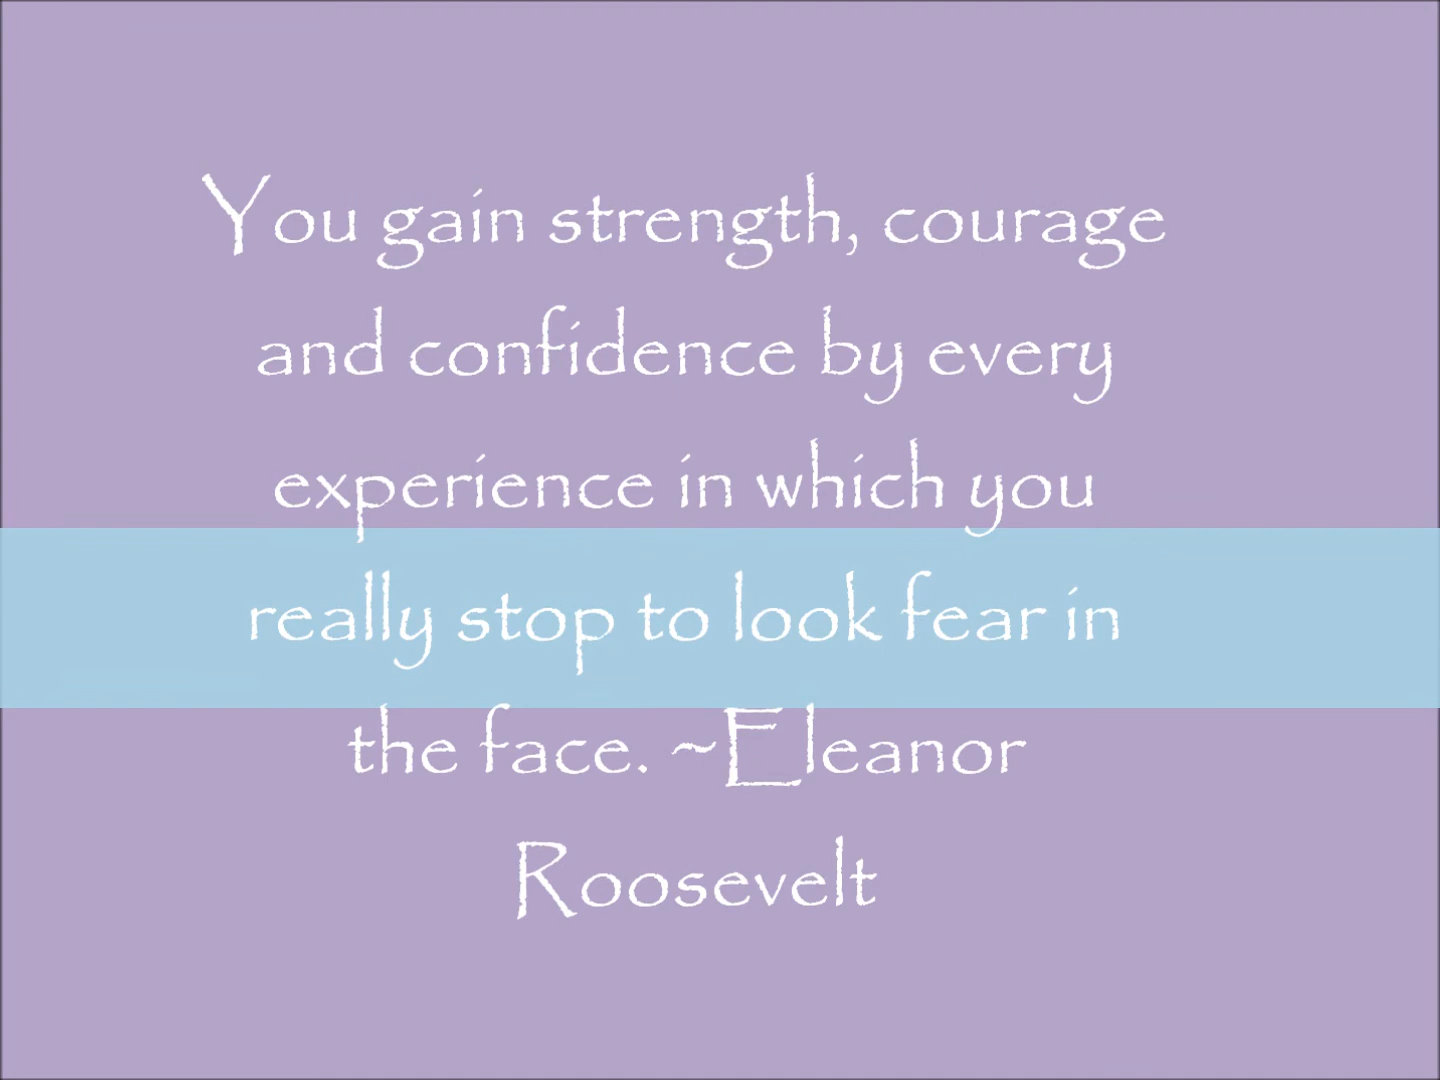 You gain strength, courage
and confidence by every
experience in which you
really stop to look fear in
the face. ~Eleanor
Roosevelt